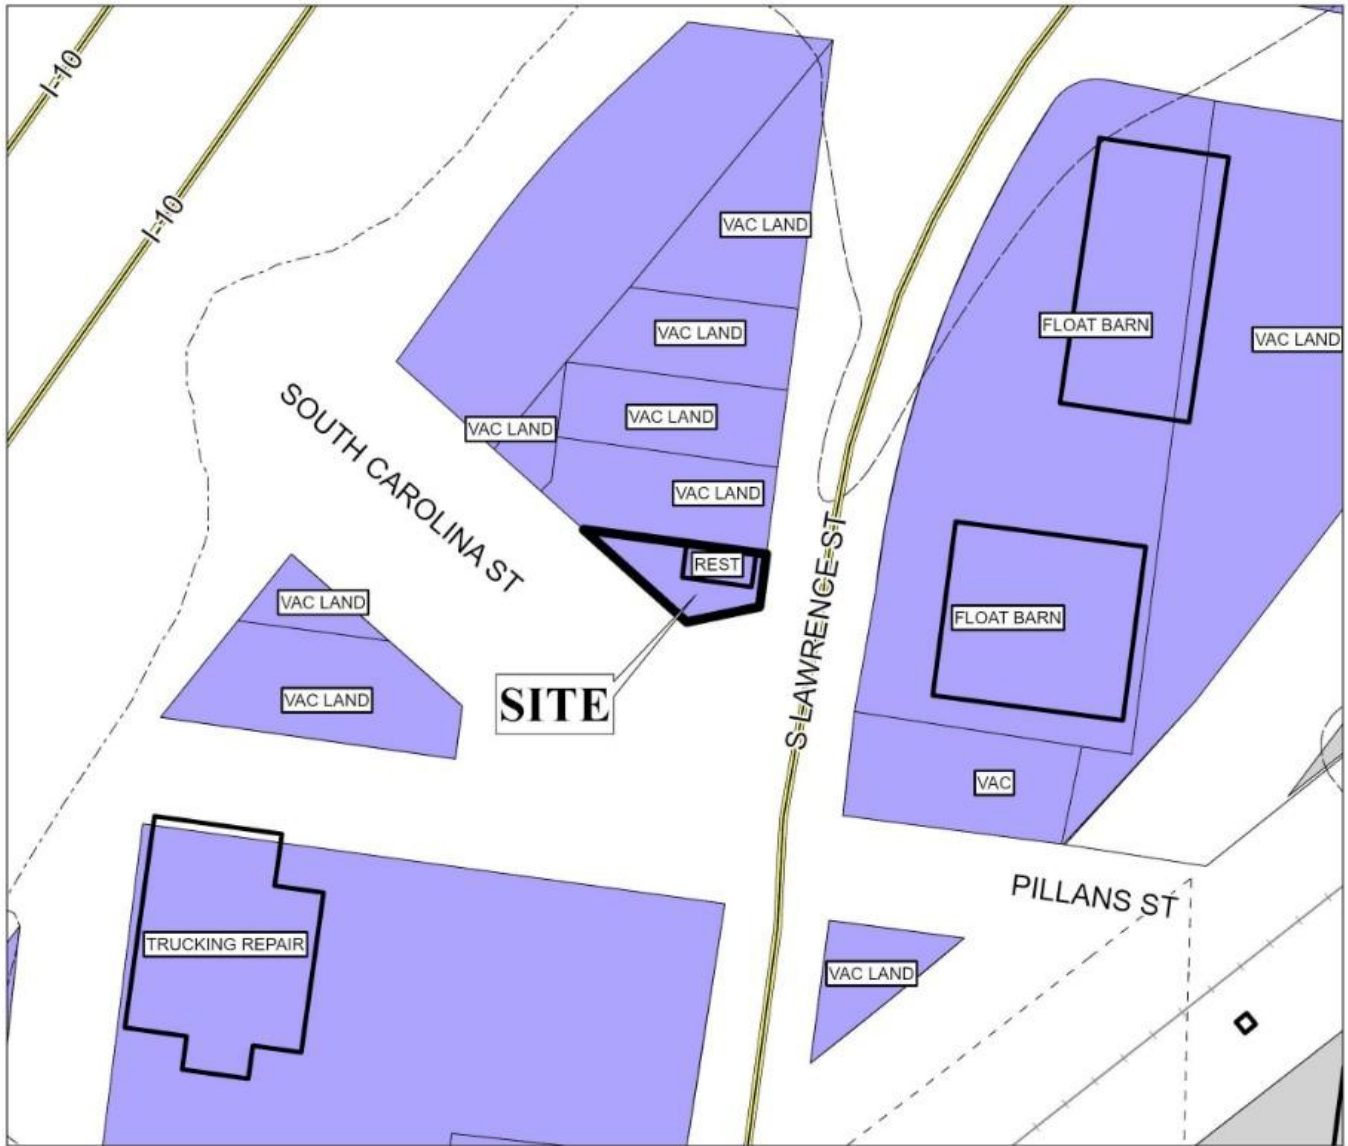 I-10
I-10
VAC LAND
FLOAT BARN
VAC LAND
VAC LAND
VAC LAND
VAC LAND
SOUTH CAROLINA ST
VAC LAND
REST
S LAWRENCE ST
VAC LAND
FLOAT BARN
VAC LAND
SITE
VAC
PILLANS ST
TRUCKING REPAIR
VAC LAND